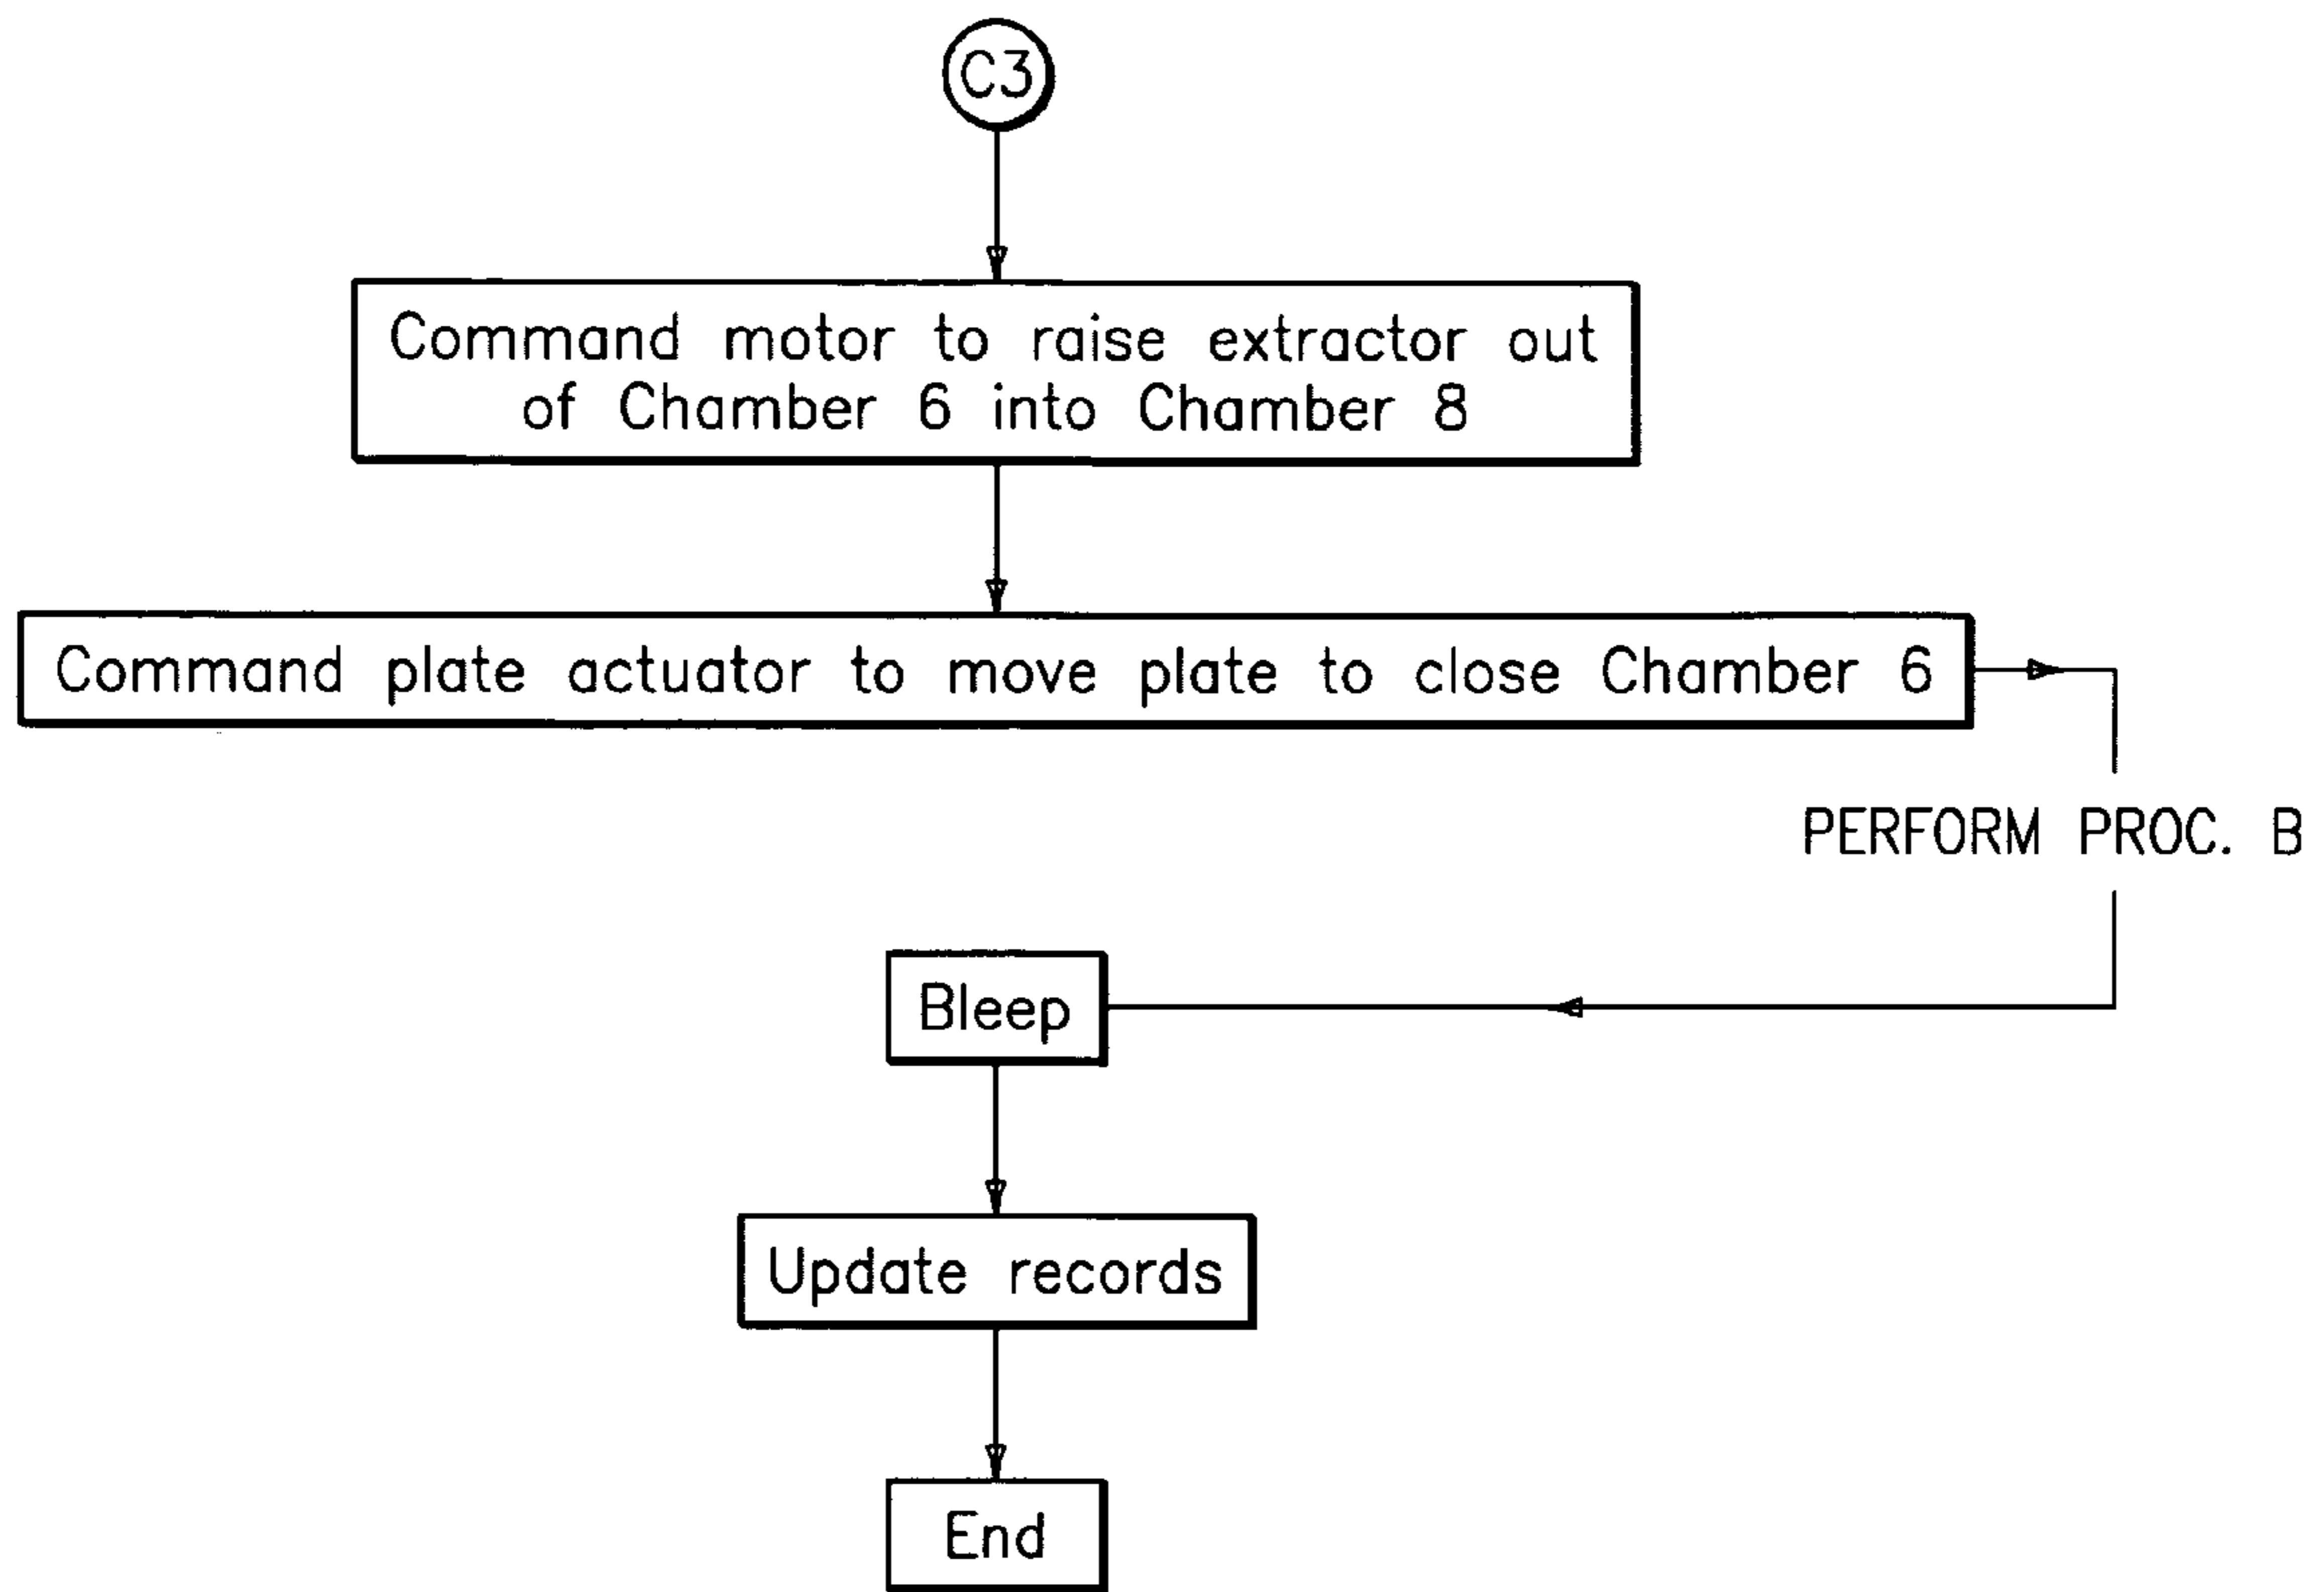 C3
Command motor to raise extractor out
of Chamber 6 into Chamber 8
Command plate actuator to move plate to close Chamber 6
PERFORM PROC. B
Bleep
Update records
End